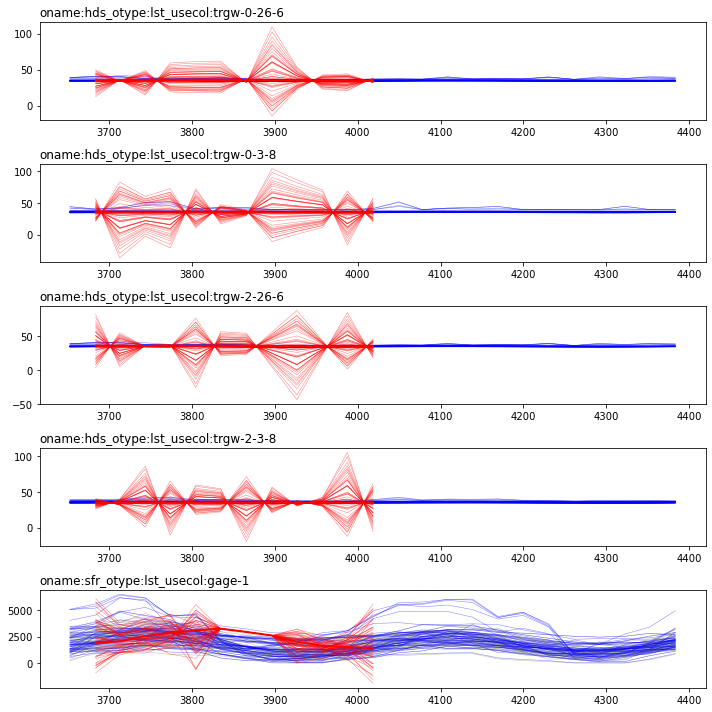 oname:hds_otype:lst_usecol:trgw-0-26-6
100
50
0
3700 3800 3900 4000 4100 4200 4300 4400
oname:hds_otype:lst_usecol:trgw-0-3-8
100
50
0
3700 3800 3900 4000 4100 4200 4300 4400
oname:hds_otype:lst_usecol:trgw-2-26-6
50
0
−50
3700 3800 3900 4000 4100 4200 4300 4400
oname:hds_otype:lst_usecol:trgw-2-3-8
100
50
0
3700 3800 3900 4000 4100 4200 4300 4400
oname:sfr_otype:lst_usecol:gage-1
5000
2500
0
3700 3800 3900 4000 4100 4200 4300 4400